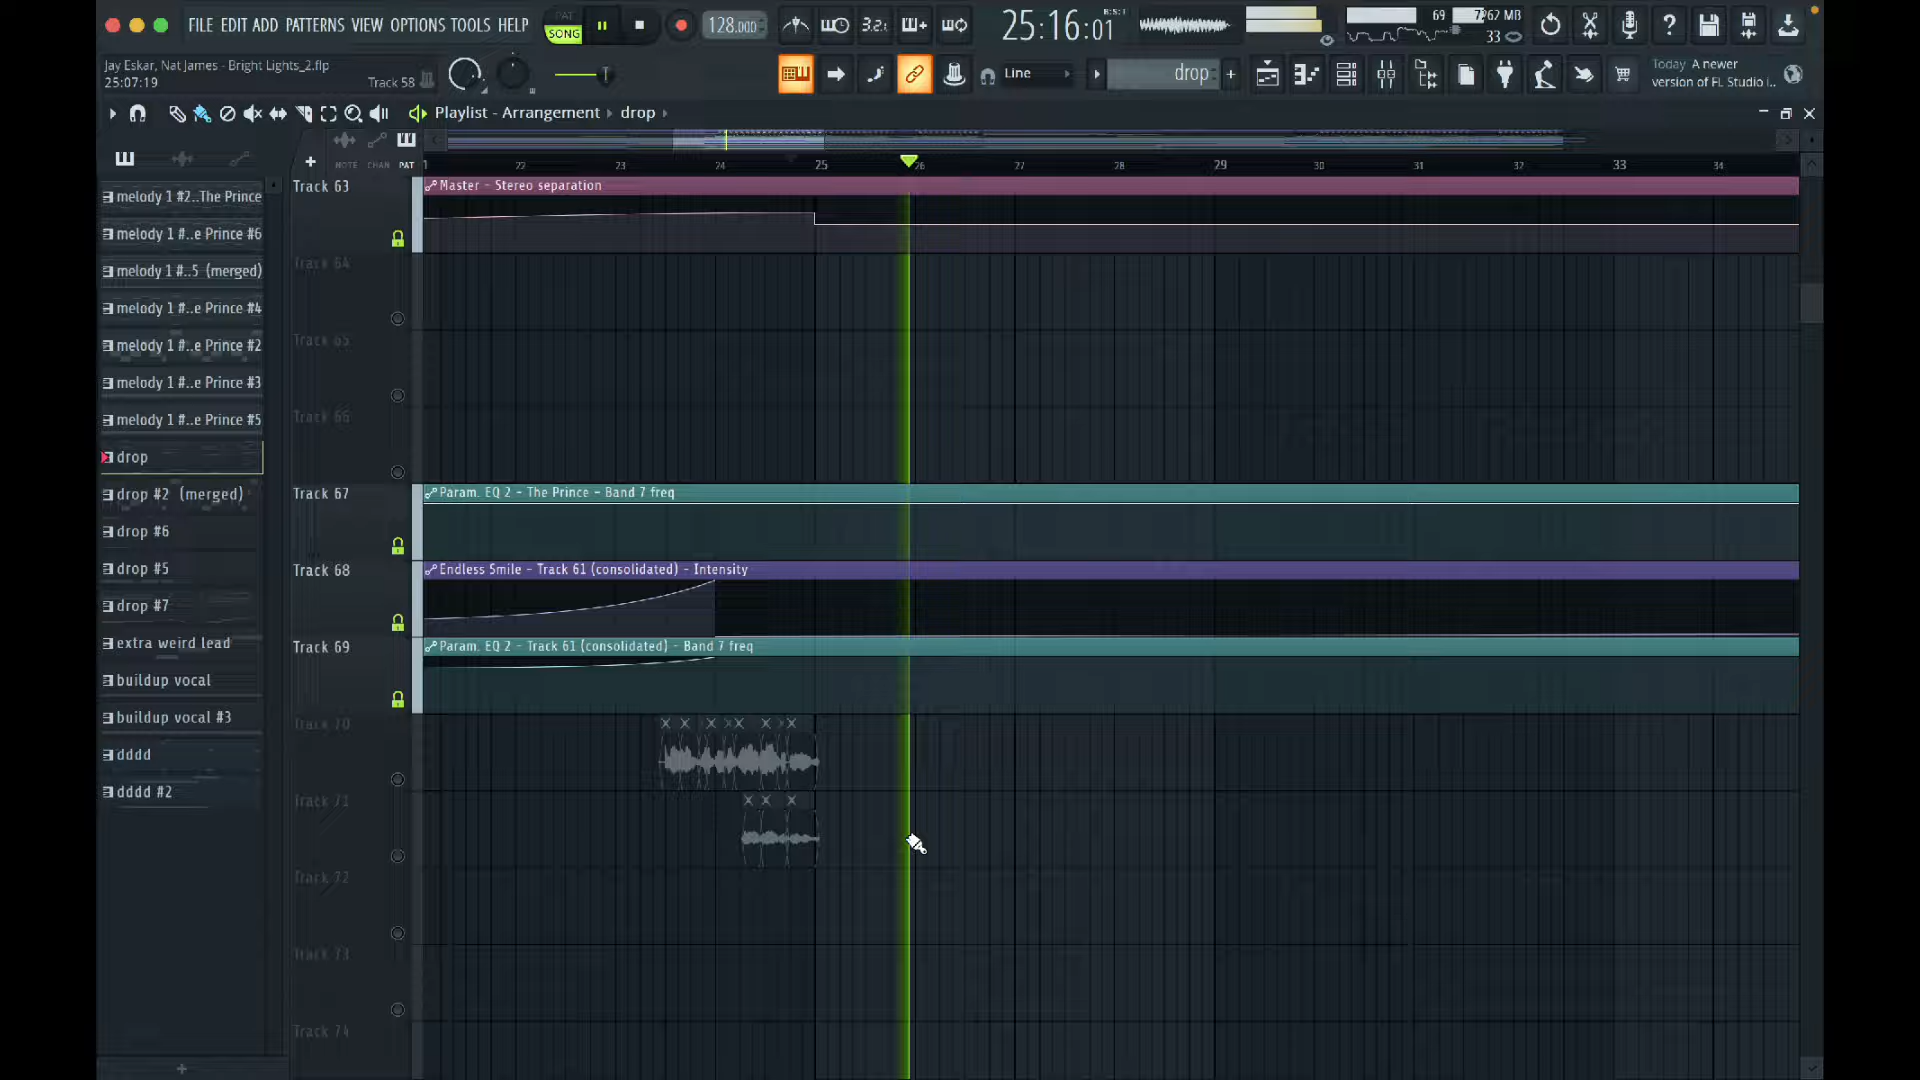 FILE EDIT ADD PATTERNS VIEW OPTIONS TOOLS HELP
PAT
SONG
128.000
3.2.
25:16:01
B:S:T
69
7262 MB
33
Jay Eskar, Nat James - Bright Lights_2.flp
25:07:19
Track 58
Line
drop
Today A newer
version of FL Studio i..
Playlist - Arrangement
drop
NOTE CHAN PAT
1 22 23 24 25 26 27 28 29 30 31 32 33 34
melody 1 #2..The Prince
melody 1 #..e Prince #6
melody 1 #..5 (merged)
melody 1 #..e Prince #4
melody 1 #..e Prince #2
melody 1 #..e Prince #3
melody 1 #..e Prince #5
drop
drop #2 (merged)
drop #6
drop #5
drop #7
extra weird lead
buildup vocal
buildup vocal #3
dddd
dddd #2
Track 63
Master - Stereo separation
Track 64
Track 65
Track 66
Track 67
Param. EQ 2 - The Prince - Band 7 freq
Track 68
Endless Smile - Track 61 (consolidated) - Intensity
Track 69
Param. EQ 2 - Track 61 (consolidated) - Band 7 freq
Track 70
Track 71
Track 72
Track 73
Track 74